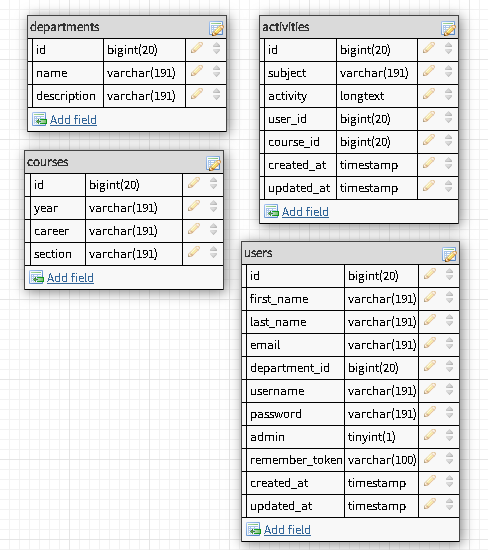 departments
id bigint(20)
name varchar(191)
description varchar(191)
Add field
activities
id bigint(20)
subject varchar(191)
activity longtext
user_id bigint(20)
course_id bigint(20)
created_at timestamp
updated_at timestamp
Add field
courses
id bigint(20)
year varchar(191)
career varchar(191)
section varchar(191)
Add field
users
id bigint(20)
first_name varchar(191)
last_name varchar(191)
email varchar(191)
department_id bigint(20)
username varchar(191)
password varchar(191)
admin tinyint(1)
remember_token varchar(100)
created_at timestamp
updated_at timestamp
Add field